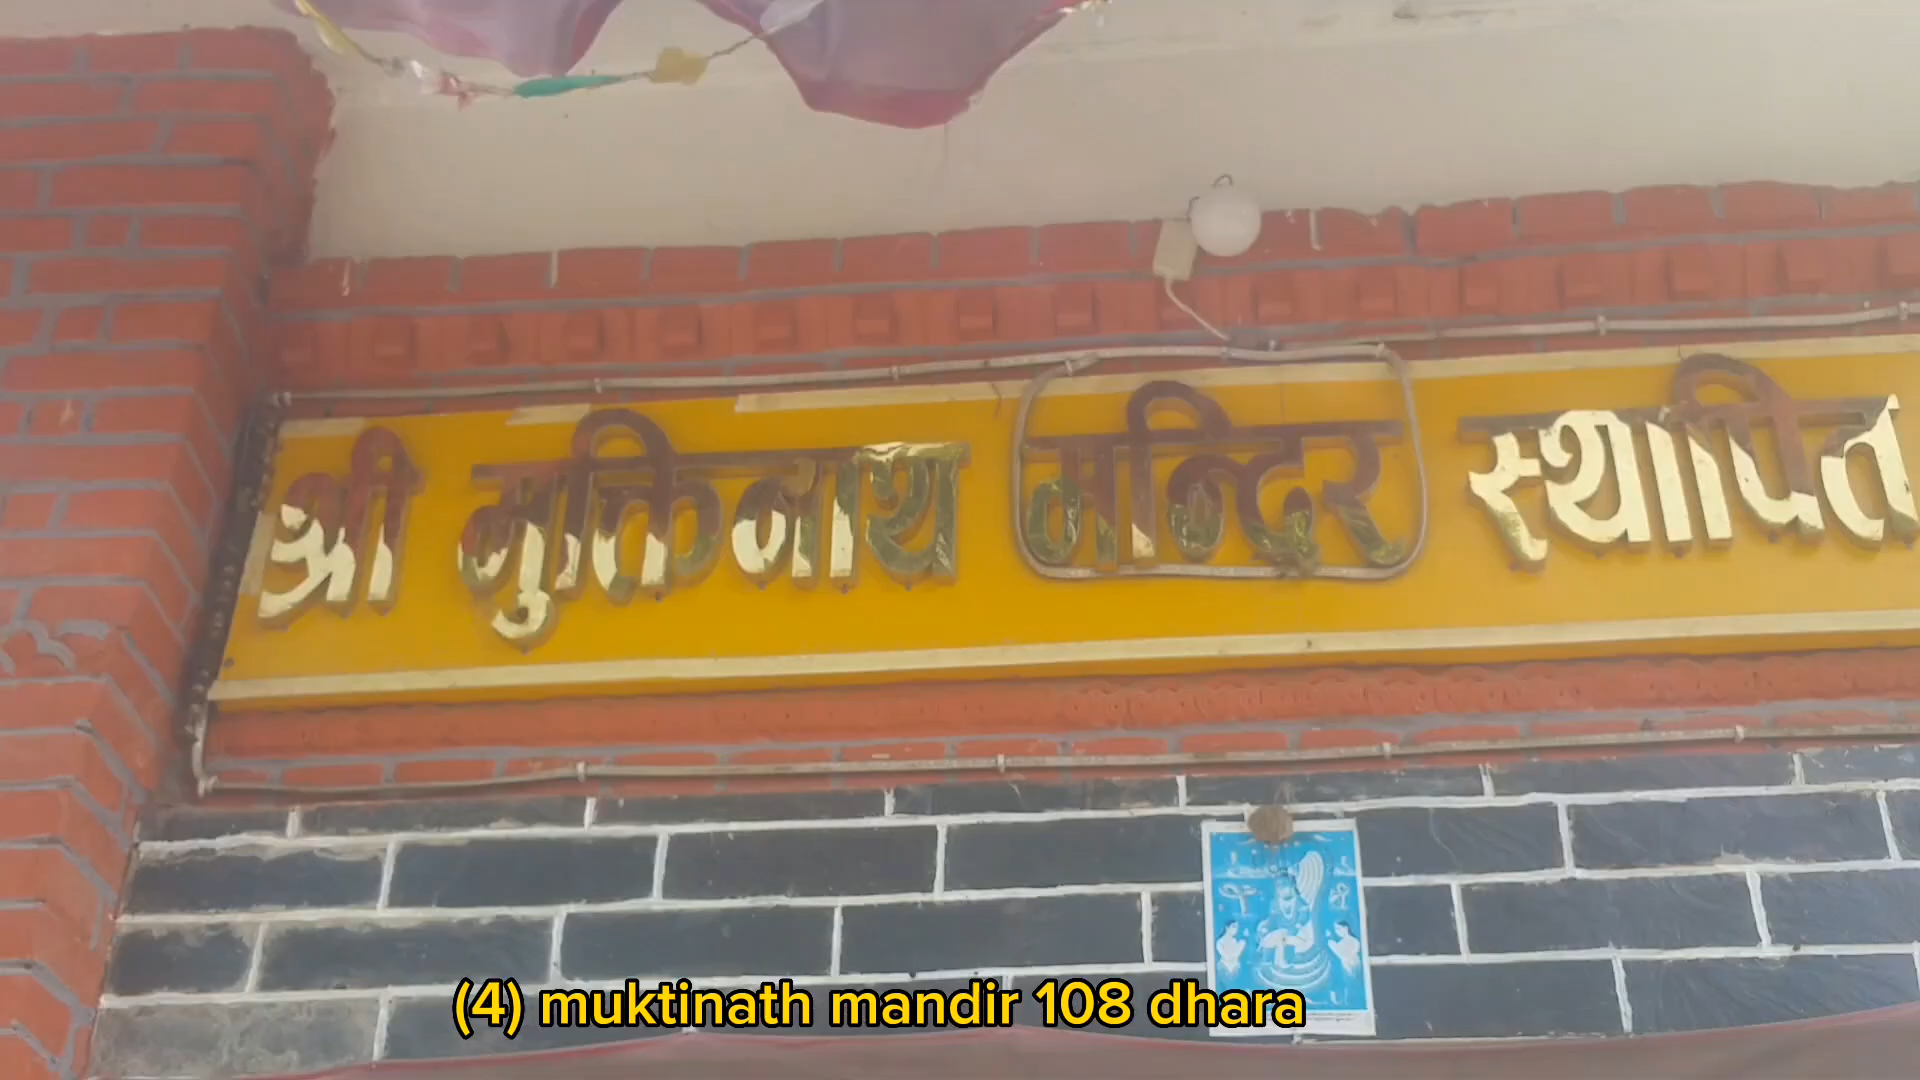 श्री मुक्तिनाथ मन्दिर स्थापित
(4) muktinath mandir 108 dhara